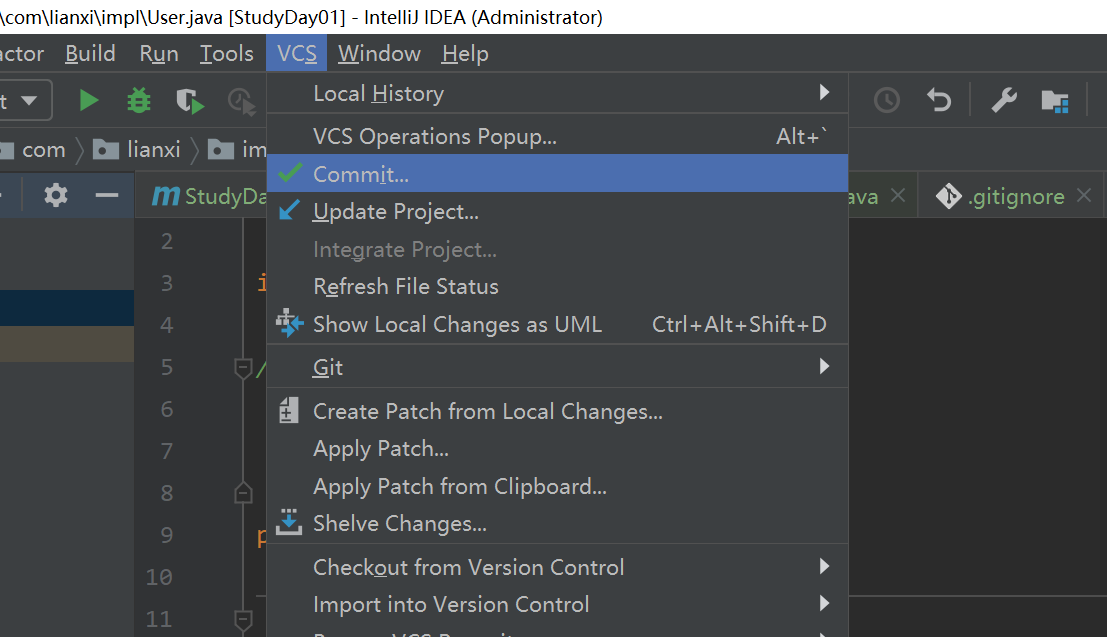 \com\lianxi\impl\User.java [StudyDay01] - IntelliJ IDEA (Administrator)
actor Build Run Tools VCS Window Help
t
Local History
VCS Operations Popup... Alt+`
com lianxi im
Commit...
StudyDa ava .gitignore
Update Project...
2
Integrate Project...
3 i
Refresh File Status
4 Show Local Changes as UML Ctrl+Alt+Shift+D
5 /
Git
6 Create Patch from Local Changes...
7 Apply Patch...
8 Apply Patch from Clipboard...
Shelve Changes...
9 p
10 Checkout from Version Control
11 Import into Version Control